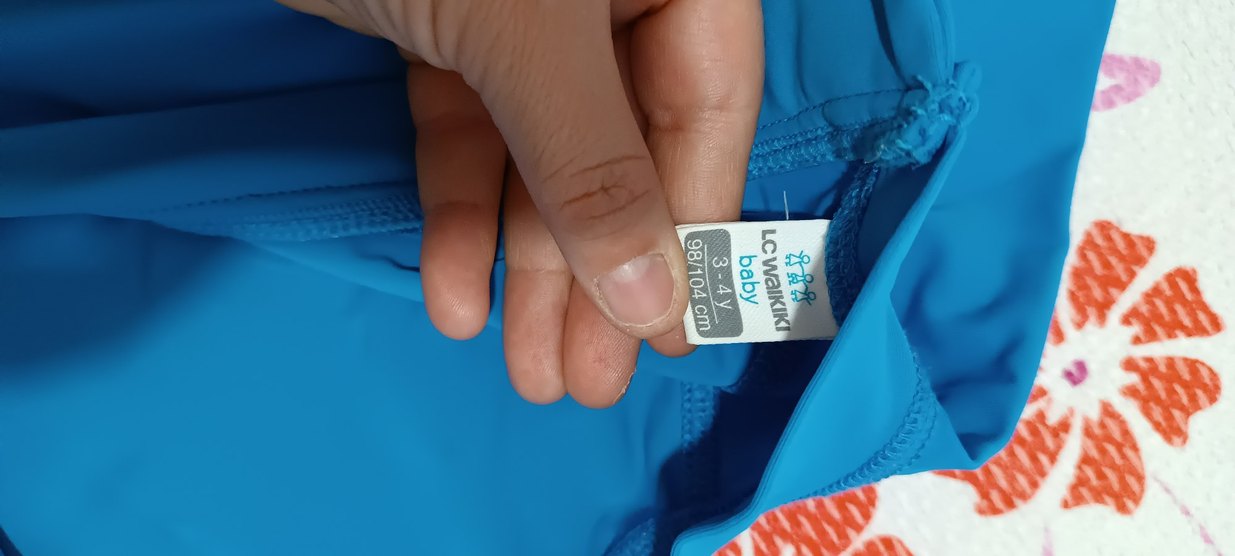 LC WAIKIKI
baby
3 - 4 y
98/104 cm